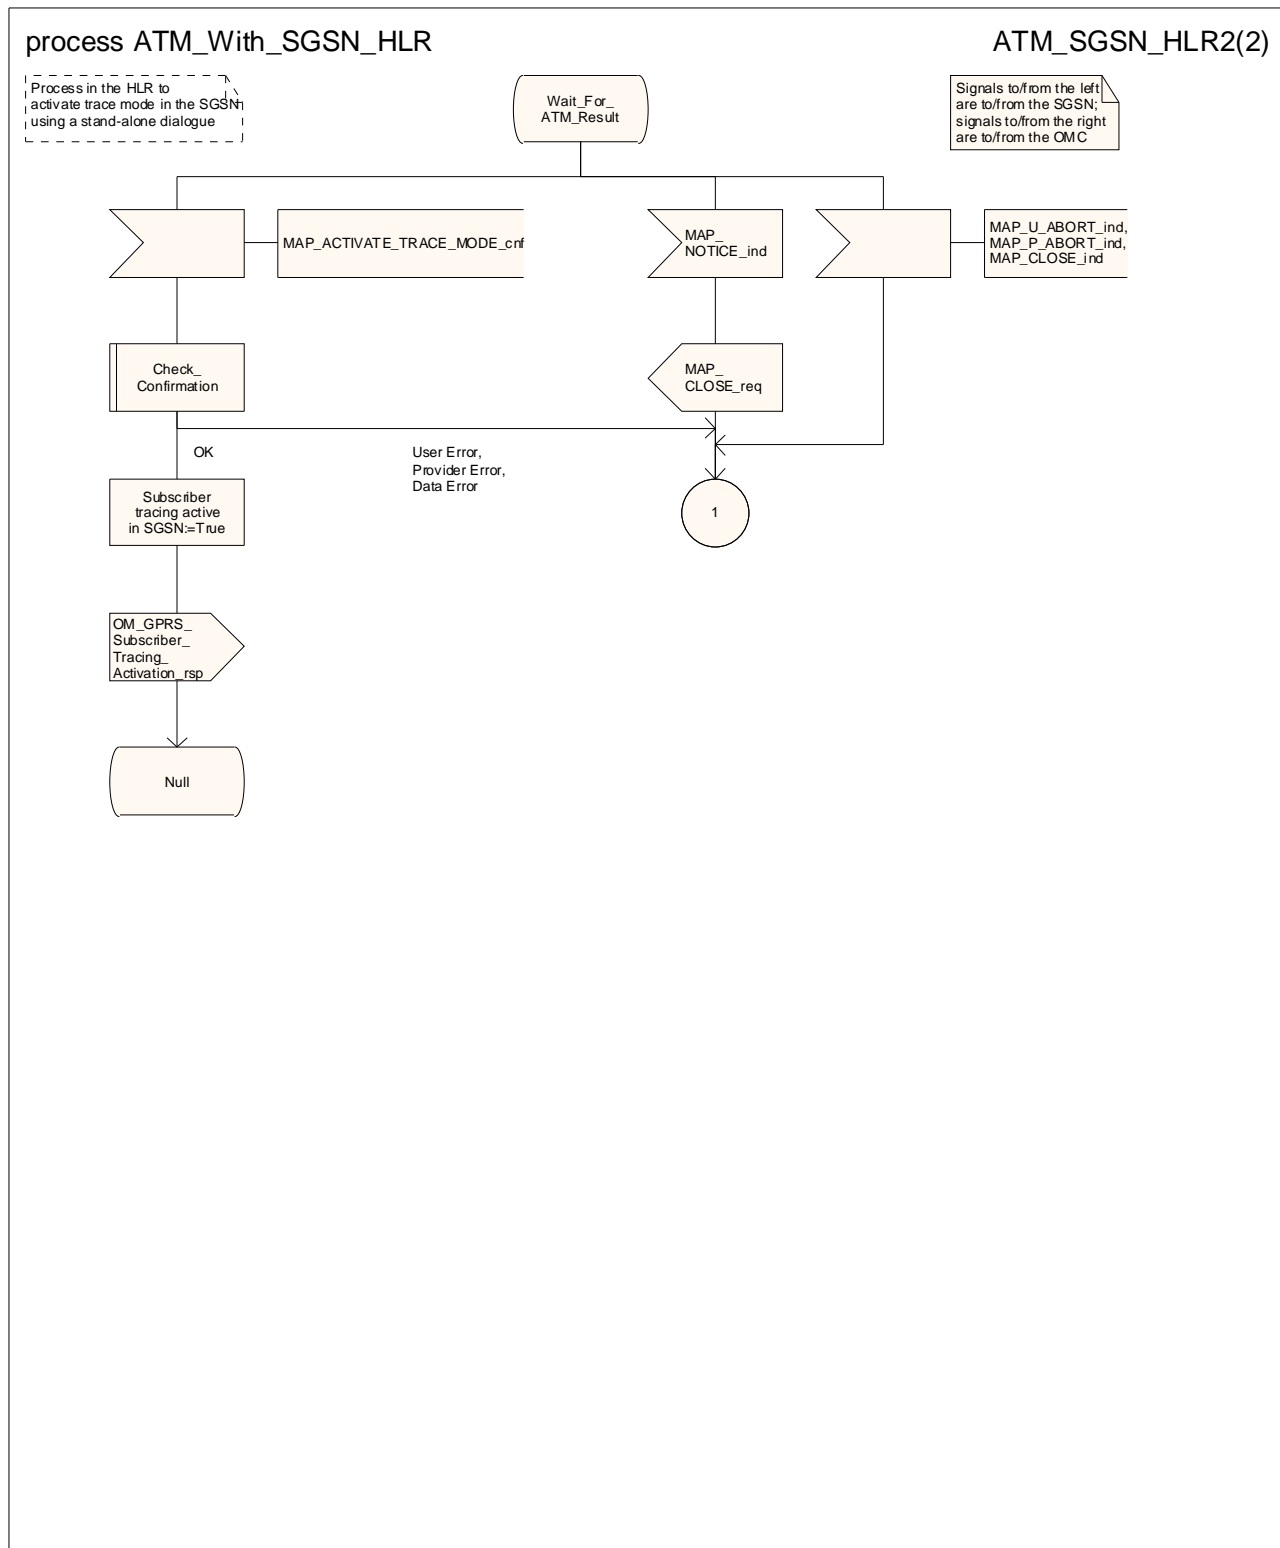 process ATM_With_SGSN_HLR
ATM_SGSN_HLR2(2)
Process in the HLR to
activate trace mode in the SGSN
using a stand-alone dialogue
Wait_For_
ATM_Result
Signals to/from the left
are to/from the SGSN;
signals to/from the right
are to/from the OMC
MAP_ACTIVATE_TRACE_MODE_cnf
MAP_
NOTICE_ind
MAP_U_ABORT_ind,
MAP_P_ABORT_ind,
MAP_CLOSE_ind
Check_
Confirmation
MAP_
CLOSE_req
OK
User Error,
Provider Error,
Data Error
Subscriber
tracing active
in SGSN:=True
1
OM_GPRS_
Subscriber_
Tracing_
Activation_rsp
Null